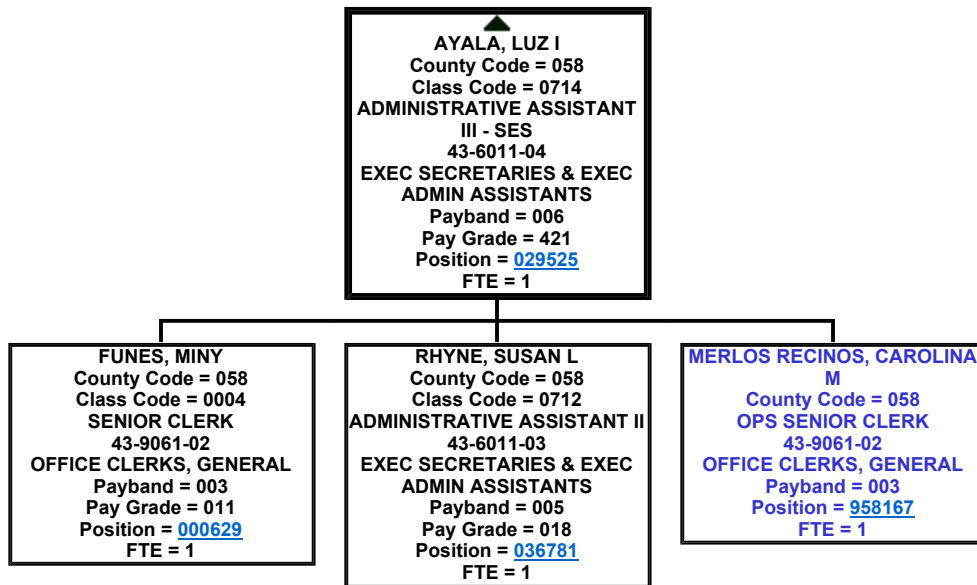 AYALA, LUZ I
County Code = 058
Class Code = 0714
ADMINISTRATIVE ASSISTANT
III - SES
43-6011-04
EXEC SECRETARIES & EXEC
ADMIN ASSISTANTS
Payband = 006
Pay Grade = 421
Position = 029525
FTE = 1
FUNES, MINY
County Code = 058
Class Code = 0004
SENIOR CLERK
43-9061-02
OFFICE CLERKS, GENERAL
Payband = 003
Pay Grade = 011
Position = 000629
FTE = 1
RHYNE, SUSAN L
County Code = 058
Class Code = 0712
ADMINISTRATIVE ASSISTANT II
43-6011-03
EXEC SECRETARIES & EXEC
ADMIN ASSISTANTS
Payband = 005
Pay Grade = 018
Position = 036781
FTE = 1
MERLOS RECINOS, CAROLINA
M
County Code = 058
OPS SENIOR CLERK
43-9061-02
OFFICE CLERKS, GENERAL
Payband = 003
Position = 958167
FTE = 1